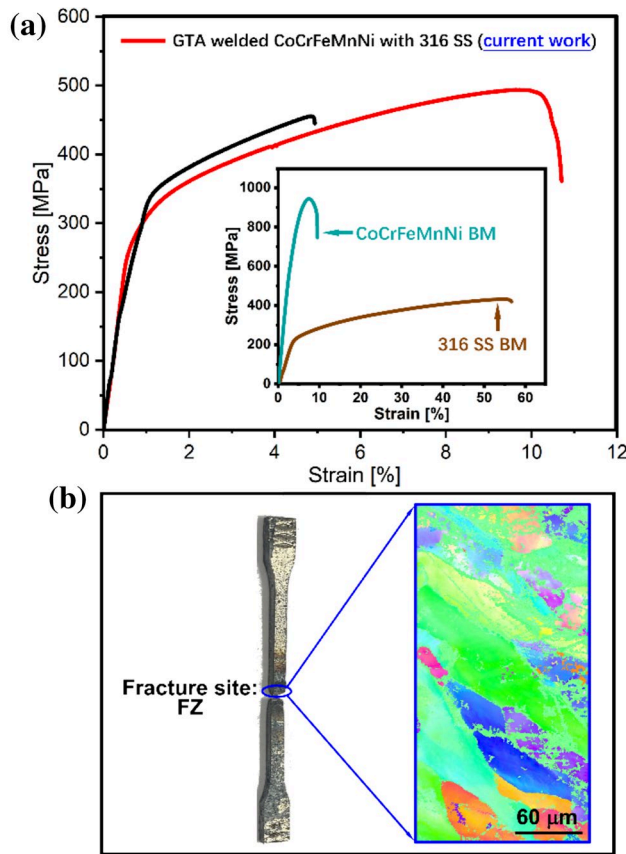 (a)
600
500
400
300
200
100
0
Stress [MPa]
GTA welded CoCrFeMnNi with 316 SS (current work)
1000
800
600
400
200
0
Stress [MPa]
CoCrFeMnNi BM
316 SS BM
0 10 20 30 40 50 60
Strain [%]
0 2 4 6 8 10 12
Strain [%]
(b)
Fracture site:
FZ
60 μm